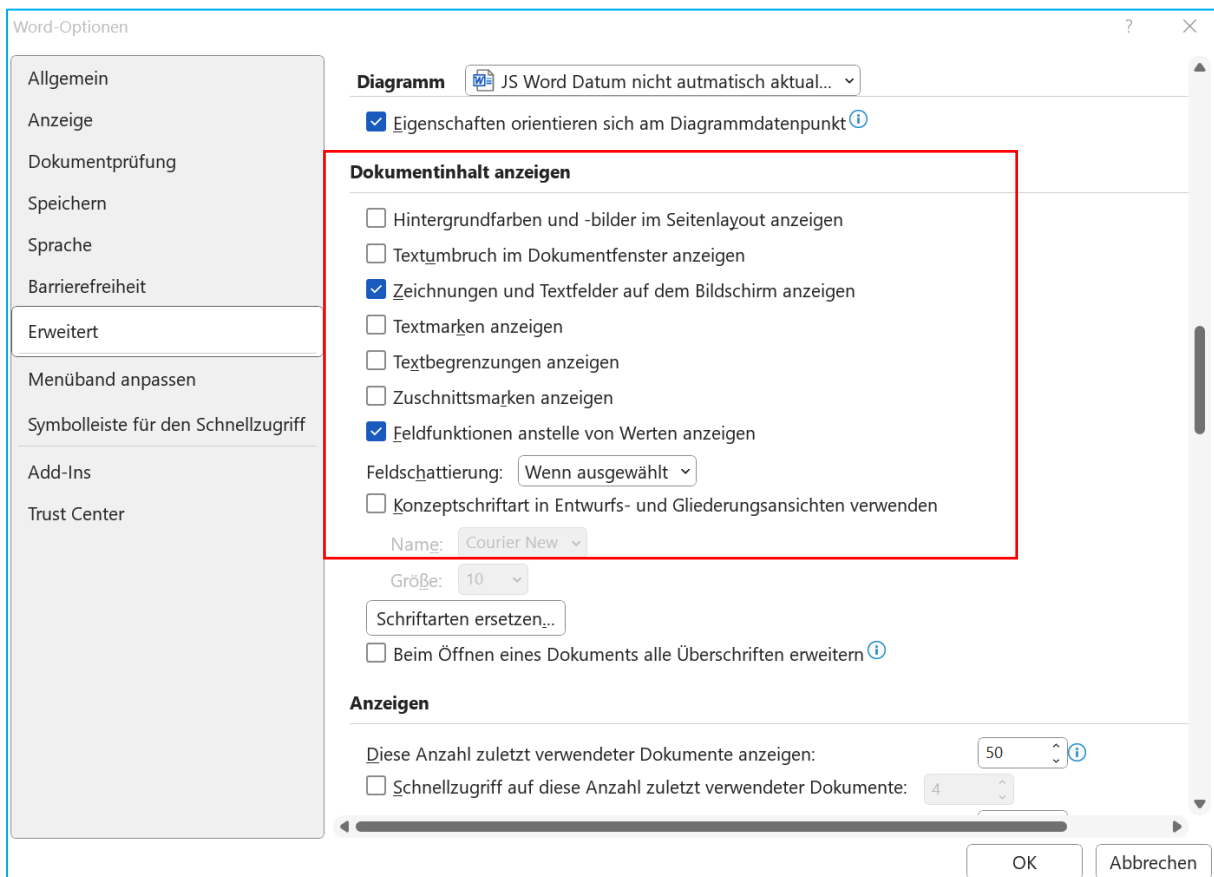 Word-Optionen ?
Allgemein
Anzeige
Dokumentprüfung
Speichern
Sprache
Barrierefreiheit
Erweitert
Menüband anpassen
Symbolleiste für den Schnellzugriff
Add-Ins
Trust Center
Diagramm JS Word Datum nicht autmatisch aktual...
Eigenschaften orientieren sich am Diagrammdatenpunkt
Dokumentinhalt anzeigen
Hintergrundfarben und -bilder im Seitenlayout anzeigen
Textumbruch im Dokumentfenster anzeigen
Zeichnungen und Textfelder auf dem Bildschirm anzeigen
Textmarken anzeigen
Textbegrenzungen anzeigen
Zuschnittsmarken anzeigen
Feldfunktionen anstelle von Werten anzeigen
Feldschattierung: Wenn ausgewählt
Konzeptschriftart in Entwurfs- und Gliederungsansichten verwenden
Name: Courier New
Größe: 10
Schriftarten ersetzen...
Beim Öffnen eines Dokuments alle Überschriften erweitern
Anzeigen
Diese Anzahl zuletzt verwendeter Dokumente anzeigen: 50
Schnellzugriff auf diese Anzahl zuletzt verwendeter Dokumente: 4
OK Abbrechen